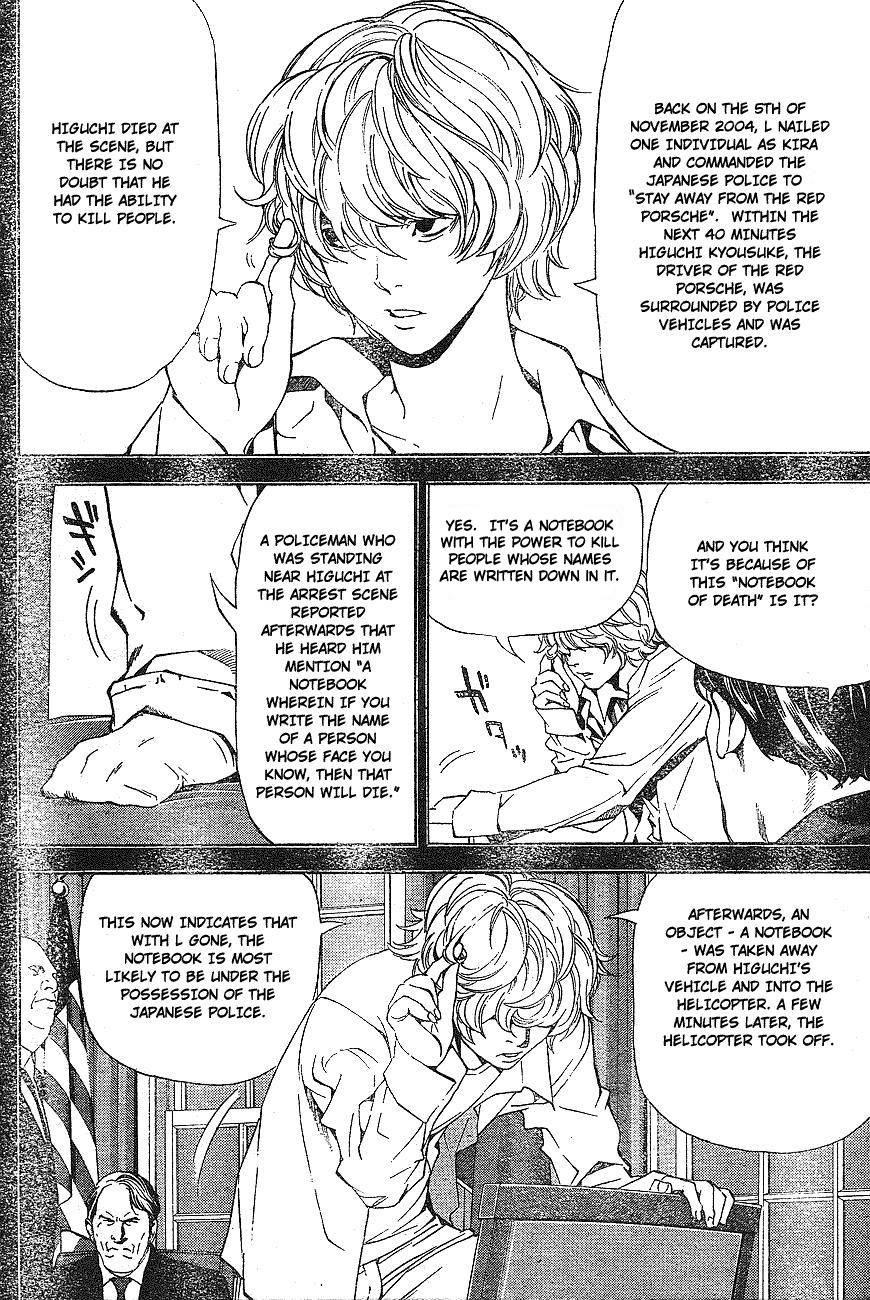 BACK ON THE 5TH OF
NOVEMBER 2004, L NAILED
ONE INDIVIDUAL AS KIRA
AND COMMANDED THE
JAPANESE POLICE TO
"STAY AWAY FROM THE RED
PORSCHE". WITHIN THE
NEXT 40 MINUTES
HIGUCHI KYOUSUKE, THE
DRIVER OF THE RED
PORSCHE, WAS
SURROUNDED BY POLICE
VEHICLES AND WAS
CAPTURED.
HIGUCHI DIED AT
THE SCENE, BUT
THERE IS NO
DOUBT THAT HE
HAD THE ABILITY
TO KILL PEOPLE.
AND YOU THINK
IT'S BECAUSE OF
THIS "NOTEBOOK
OF DEATH" IS IT?
YES. IT'S A NOTEBOOK
WITH THE POWER TO KILL
PEOPLE WHOSE NAMES
ARE WRITTEN DOWN IN IT.
A POLICEMAN WHO
WAS STANDING
NEAR HIGUCHI AT
THE ARREST SCENE
REPORTED
AFTERWARDS THAT
HE HEARD HIM
MENTION "A
NOTEBOOK
WHEREIN IF YOU
WRITE THE NAME
OF A PERSON
WHOSE FACE YOU
KNOW, THEN THAT
PERSON WILL DIE."
AFTERWARDS, AN
OBJECT - A NOTEBOOK
- WAS TAKEN AWAY
FROM HIGUCHI'S
VEHICLE AND INTO THE
HELICOPTER. A FEW
MINUTES LATER, THE
HELICOPTER TOOK OFF.
THIS NOW INDICATES THAT
WITH L GONE, THE
NOTEBOOK IS MOST
LIKELY TO BE UNDER THE
POSSESSION OF THE
JAPANESE POLICE.